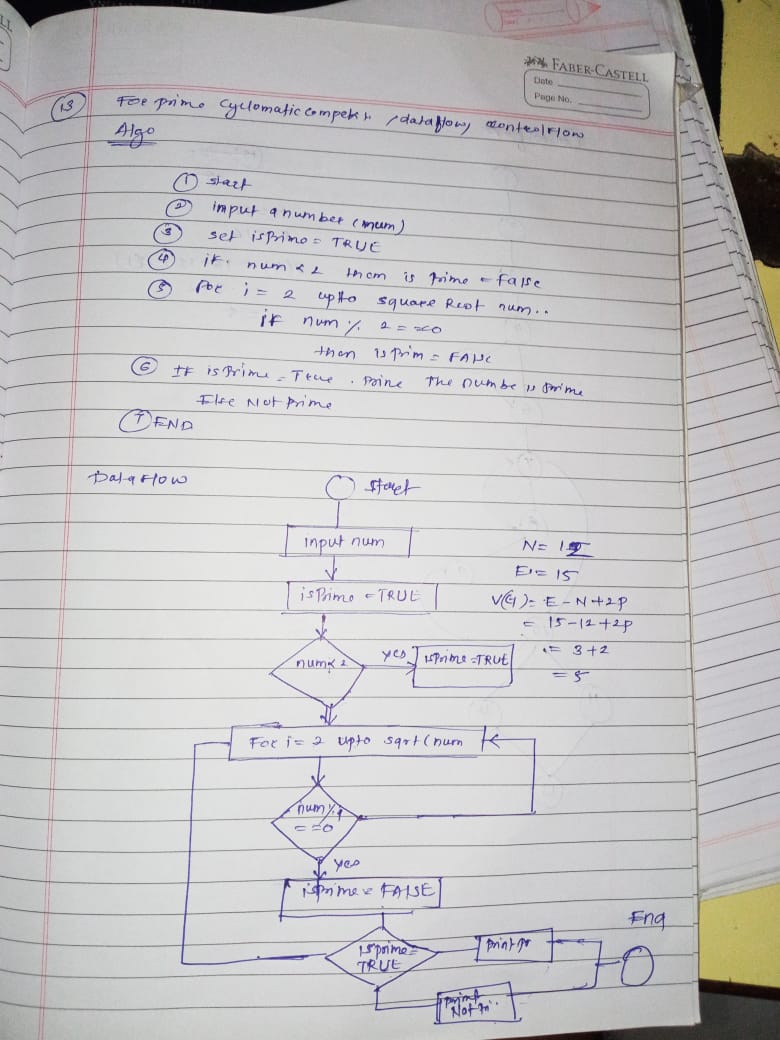 FABER-CASTELL
Date
Page No.
13 For prime Cyclomatic , dataflow, controlflow
Algo
1 start
2 input a number (num)
3 set isPrime = TRUE
4 if num < 2 then is Prime = False
5 For i = 2 upto square Root num..
if num % 2 = =0
then isPrim = FALSE
6 If isPrime = True . Prine the numbe is Prime
Else Not Prime
7 END
Data Flow
Start
input num
isPrime = TRUE
num < 2
yes
isPrime = TRUE
For i = 2 upto sqrt (num
num % i
= =0
yes
isprime = FALSE
isprime =
TRUE
print pr
print
Not Pri..
End
N = 12
E = 15
V(G) = E - N + 2P
= 15 - 12 + 2P
= 3 + 2
= 5